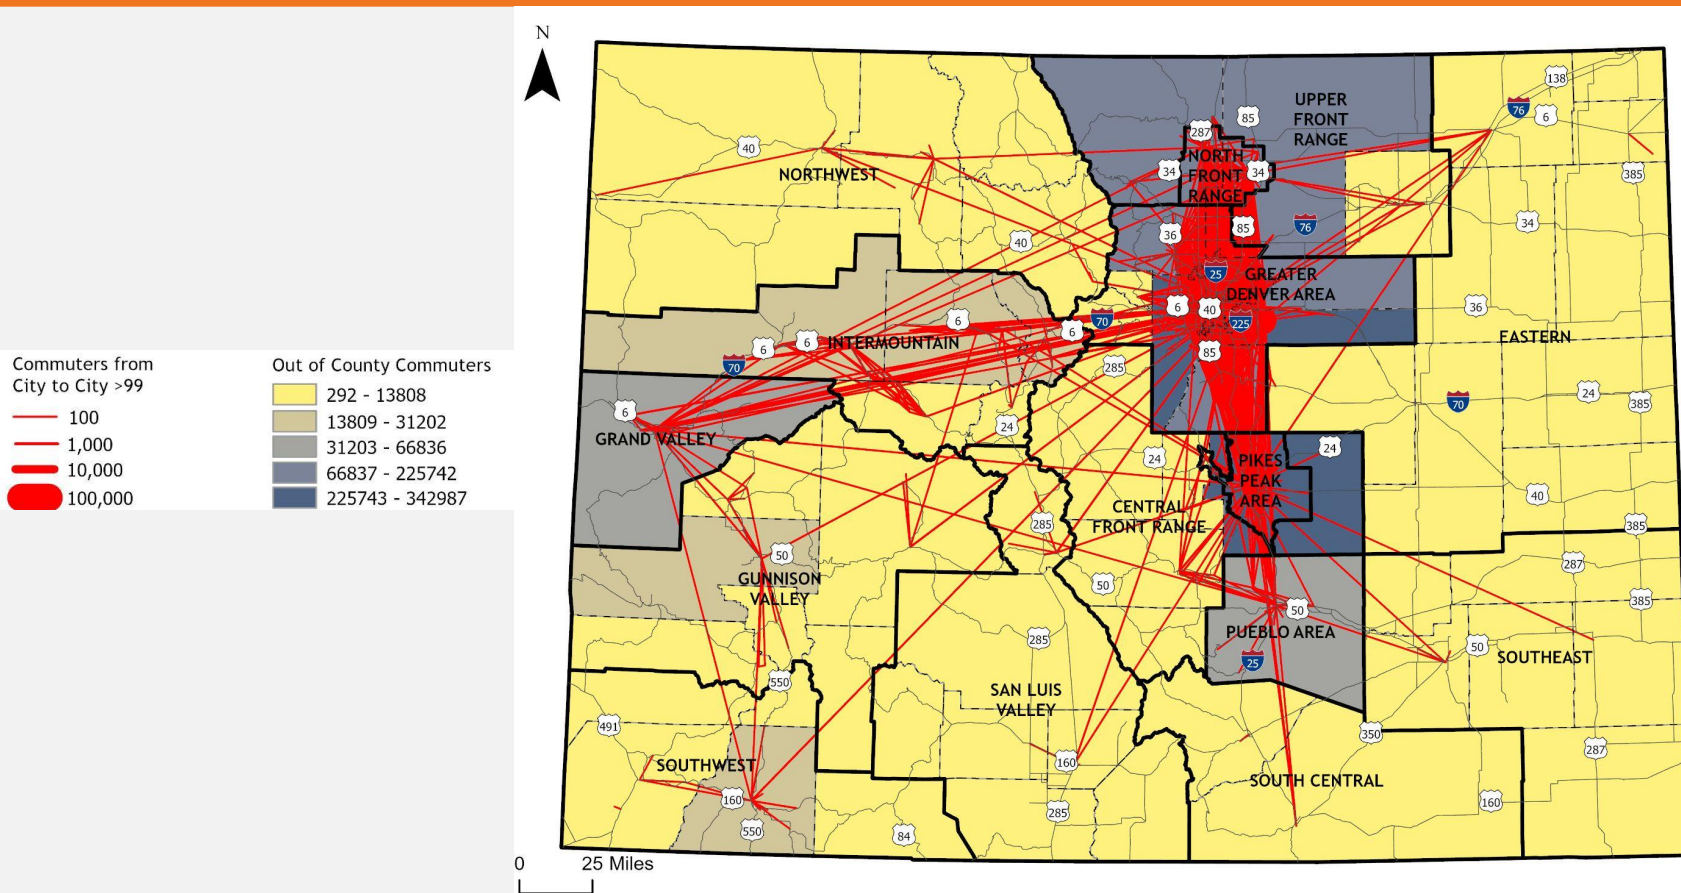 Commuters from
City to City >99
100
1,000
10,000
100,000
Out of County Commuters
292 - 13808
13809 - 31202
31203 - 66836
66837 - 225742
225743 - 342987
N
138
76
6
UPPER
FRONT
RANGE
85
287
40
NORTHWEST
NORTH
FRONT
RANGE
34
34
385
36
85
76
34
40
25
GREATER
DENVER AREA
6
40
225
70
6
6
36
EASTERN
INTERMOUNTAIN
6
6
70
85
285
70
24
385
6
GRAND VALLEY
24
24
24
PIKES
PEAK
AREA
40
CENTRAL
FRONT RANGE
285
385
50
287
GUNNISON
VALLEY
50
385
50
PUEBLO AREA
285
50
SOUTHEAST
25
550
SAN LUIS
VALLEY
491
350
287
SOUTHWEST
160
SOUTH CENTRAL
160
160
550
285
84
0
25 Miles